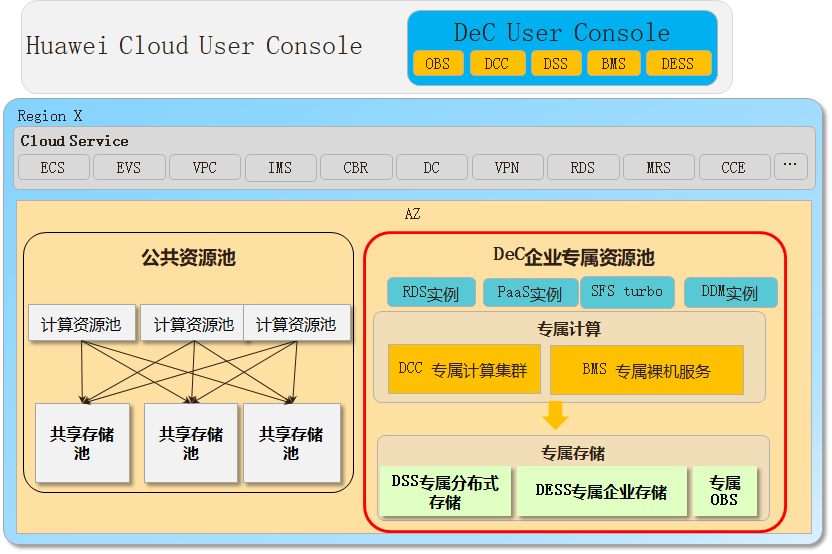 Huawei Cloud User Console
DeC User Console
OBS DCC DSS BMS DESS
Region X
Cloud Service
ECS EVS VPC IMS CBR DC VPN RDS MRS CCE ...
AZ
公共资源池
计算资源池 计算资源池 计算资源池
共享存储
池
共享存储
池
共享存储
池
DeC企业专属资源池
RDS实例 PaaS实例 SFS turbo DDM实例
专属计算
DCC 专属计算集群 BMS 专属裸机服务
专属存储
DSS专属分布式
存储
DESS专属企业存储
专属
OBS